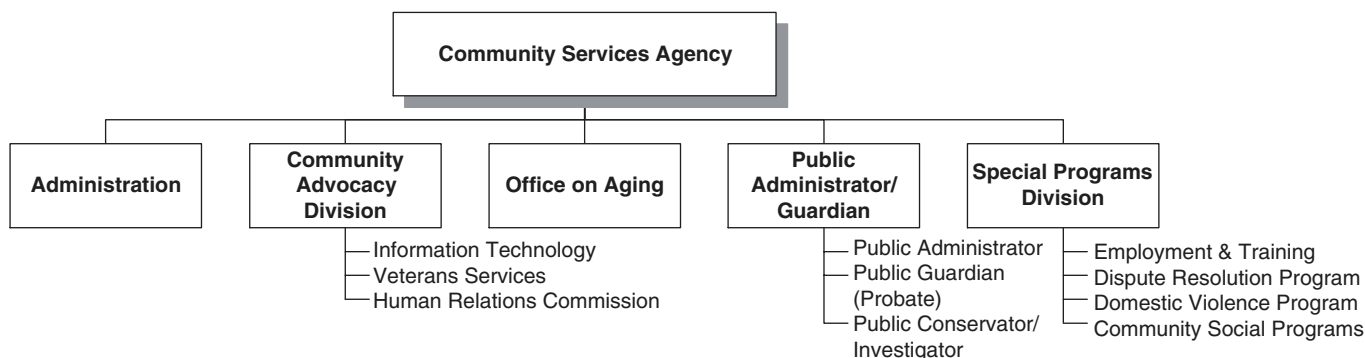 Community Services Agency
Administration
Community
Advocacy
Division
Office on Aging
Public
Administrator/
Guardian
Special Programs
Division
Information Technology
Veterans Services
Human Relations Commission
Public Administrator
Public Guardian
(Probate)
Public Conservator/
Investigator
Employment & Training
Dispute Resolution Program
Domestic Violence Program
Community Social Programs